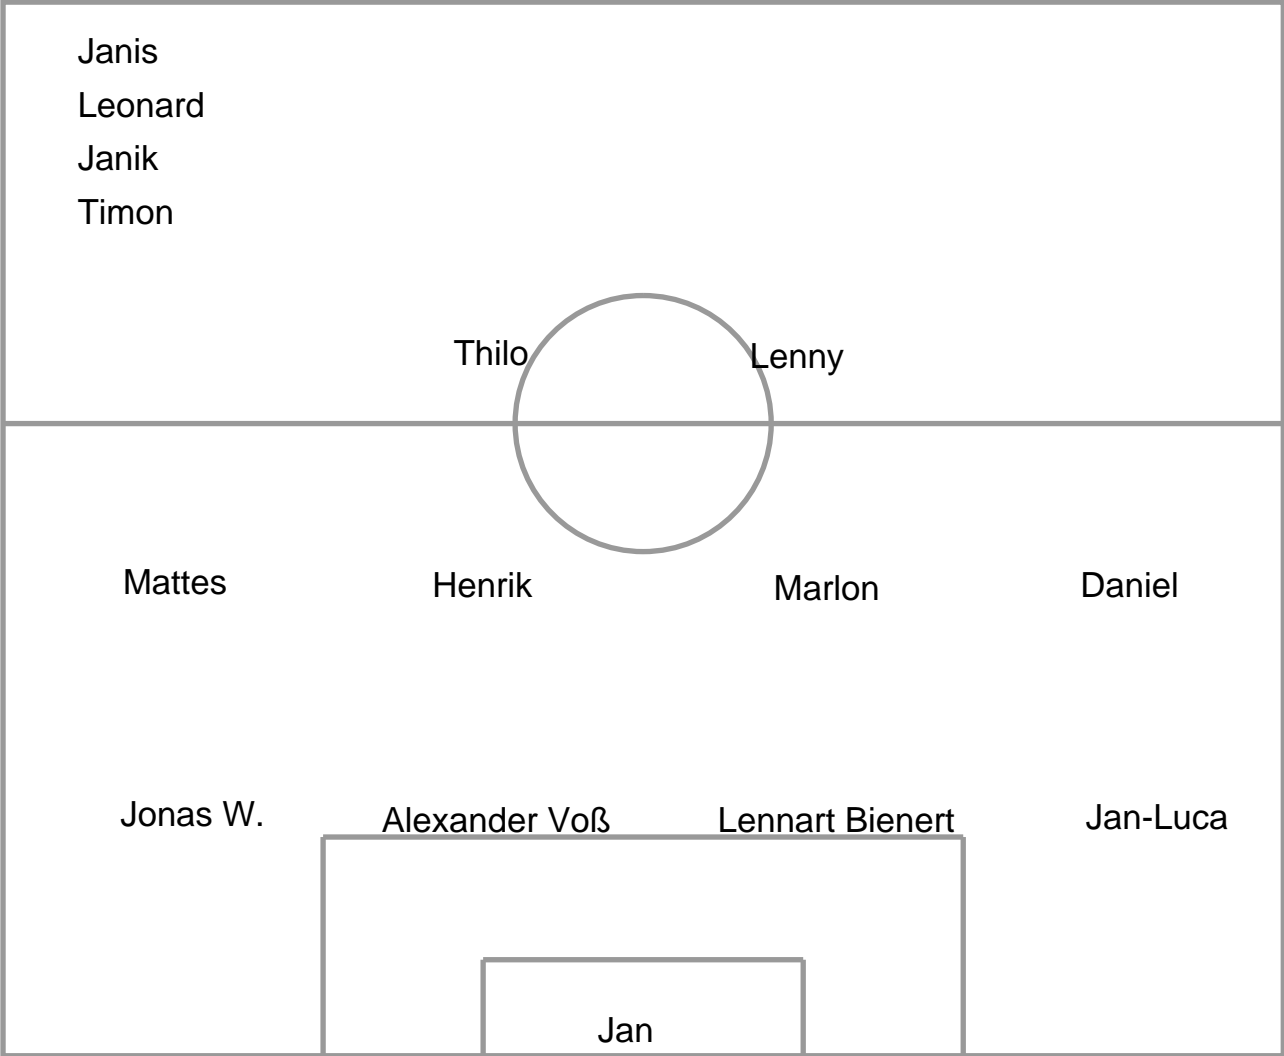 Janis
Leonard
Janik
Timon
Thilo
Lenny
Mattes
Henrik
Marlon
Daniel
Jonas W.
Alexander Voß
Lennart Bienert
Jan-Luca
Jan